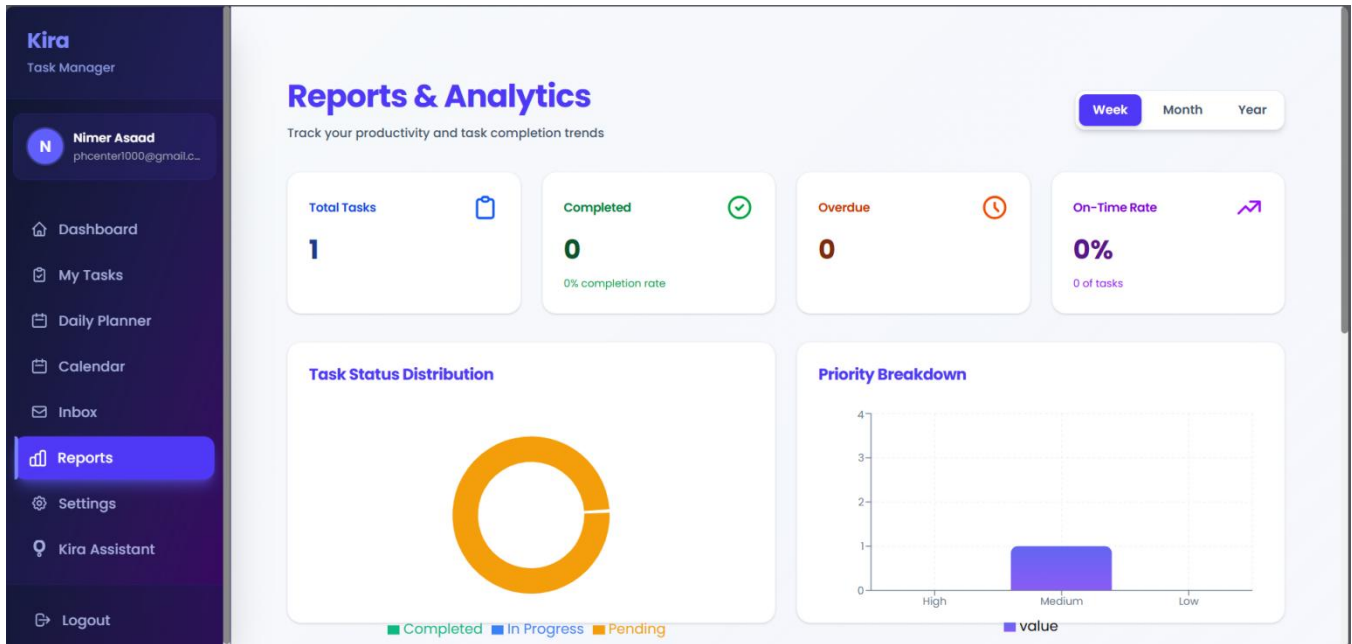 Kira
Task Manager
N
Nimer Asaad
phcenter1000@gmail.c...
Dashboard
My Tasks
Daily Planner
Calendar
Inbox
Reports
Settings
Kira Assistant
Logout
Reports & Analytics
Track your productivity and task completion trends
Week Month Year
Total Tasks
1
Completed
0
0% completion rate
Overdue
0
On-Time Rate
0%
0 of tasks
Task Status Distribution
Completed In Progress Pending
Priority Breakdown
4
3
2
1
0
High Medium Low
value